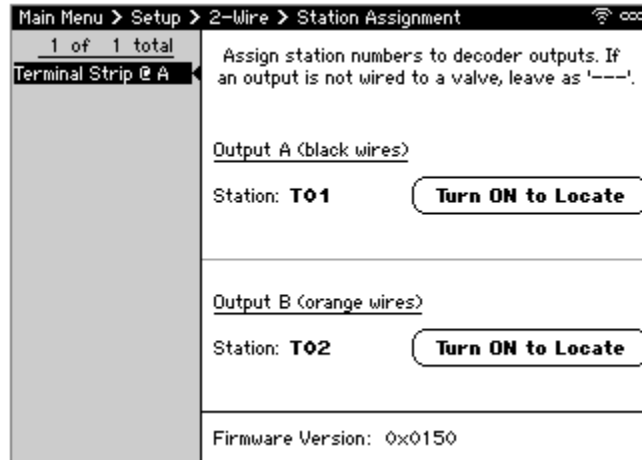 Main Menu > Setup > 2-Wire > Station Assignment
1 of 1 total
Terminal Strip @ A
Assign station numbers to decoder outputs. If
an output is not wired to a valve, leave as '---'.
Output A (black wires)
Station: T01 Turn ON to Locate
Output B (orange wires)
Station: T02 Turn ON to Locate
Firmware Version: 0x0150